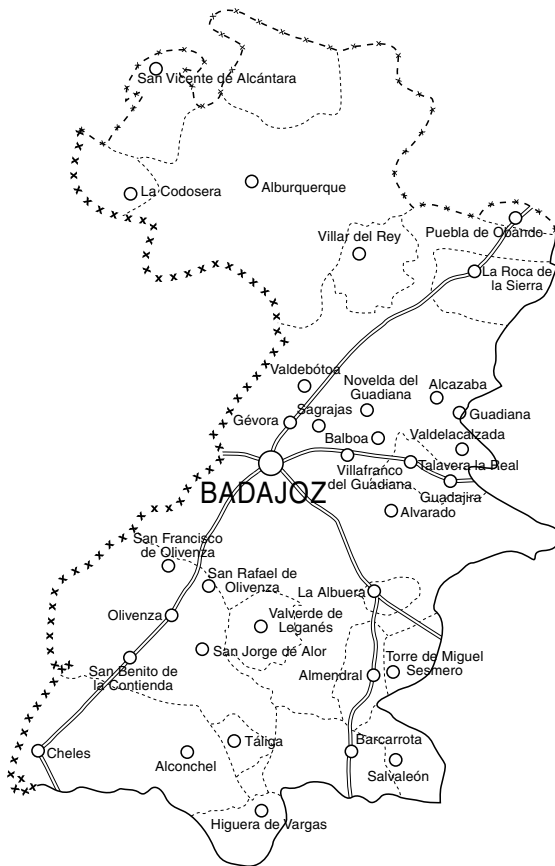 San Vicente de Alcántara
La Codosera
Alburquerque
Villar del Rey
Puebla de Obando
La Roca de
la Sierra
Valdebótoa
Novelda del
Guadiana
Alcazaba
Gévora
Sagrajas
Guadiana
Balboa
Valdelacalzada
Villafranco
del Guadiana
Talavera la Real
BADAJOZ
Guadajira
Alvarado
San Francisco
de Olivenza
San Rafael de
Olivenza
La Albuera
Olivenza
Valverde de
Leganés
San Jorge de Alor
Torre de Miguel
Sesmero
San Benito de
la Contienda
Almendral
Cheles
Táliga
Barcarrota
Alconchel
Salvaleón
Higuera de Vargas